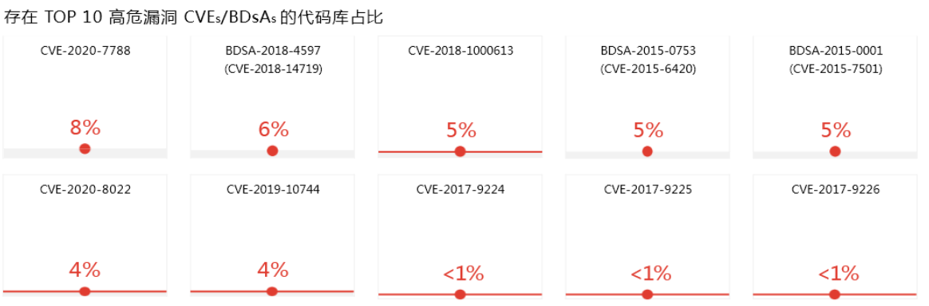 存在 TOP 10 高危漏洞 CVEs/BDsAs 的代码库占比
CVE-2020-7788
8%
BDSA-2018-4597
(CVE-2018-14719)
6%
CVE-2018-1000613
5%
BDSA-2015-0753
(CVE-2015-6420)
5%
BDSA-2015-0001
(CVE-2015-7501)
5%
CVE-2020-8022
4%
CVE-2019-10744
4%
CVE-2017-9224
<1%
CVE-2017-9225
<1%
CVE-2017-9226
<1%